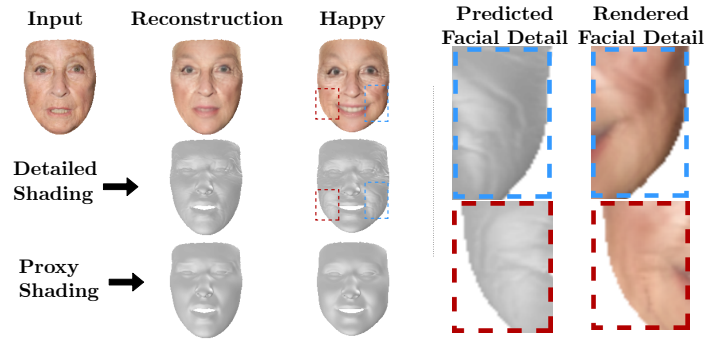 Input
Reconstruction
Happy
Predicted
Facial Detail
Rendered
Facial Detail
Detailed
Shading
Proxy
Shading